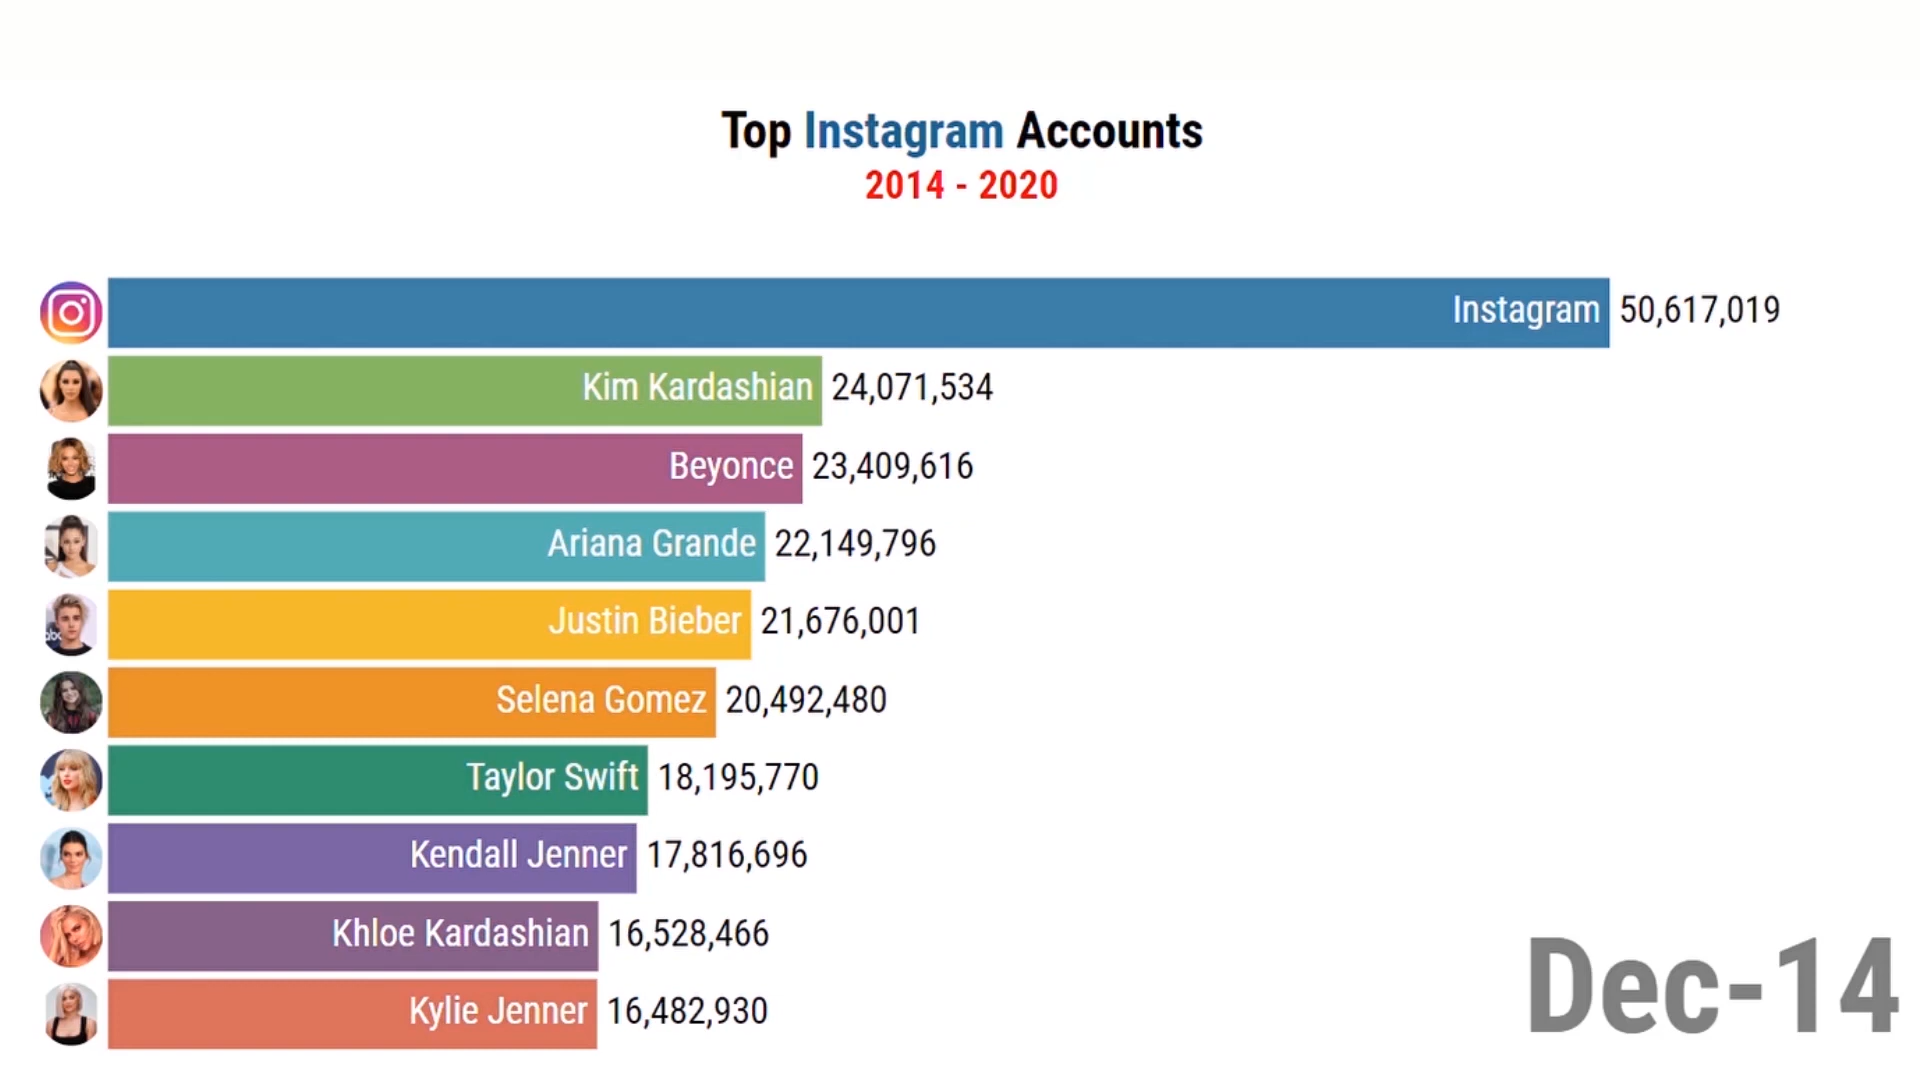 Top Instagram Accounts
2014 - 2020
Instagram 50,617,019
Kim Kardashian 24,071,534
Beyonce 23,409,616
Ariana Grande 22,149,796
Justin Bieber 21,676,001
Selena Gomez 20,492,480
Taylor Swift 18,195,770
Kendall Jenner 17,816,696
Khloe Kardashian 16,528,466
Kylie Jenner 16,482,930
Dec-14